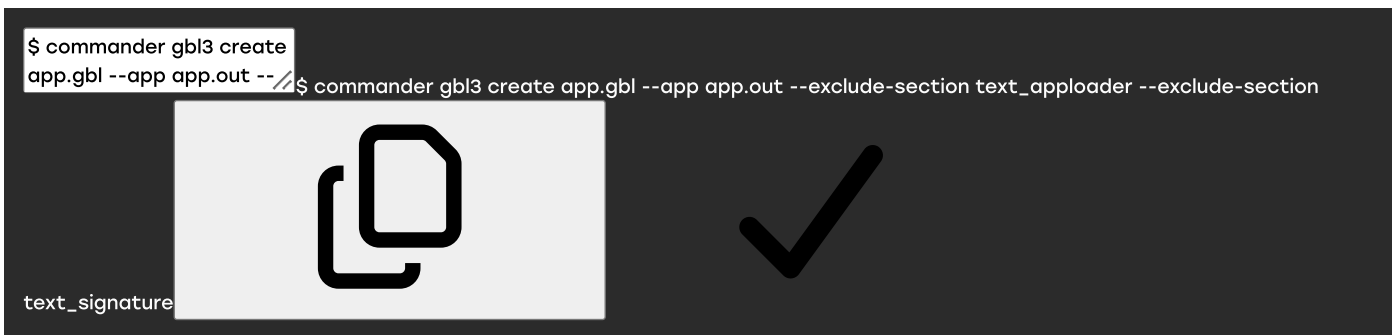 $ commander gbl3 create
app.gbl --app app.out --
$ commander gbl3 create app.gbl --app app.out --exclude-section text_apploader --exclude-section
text_signature